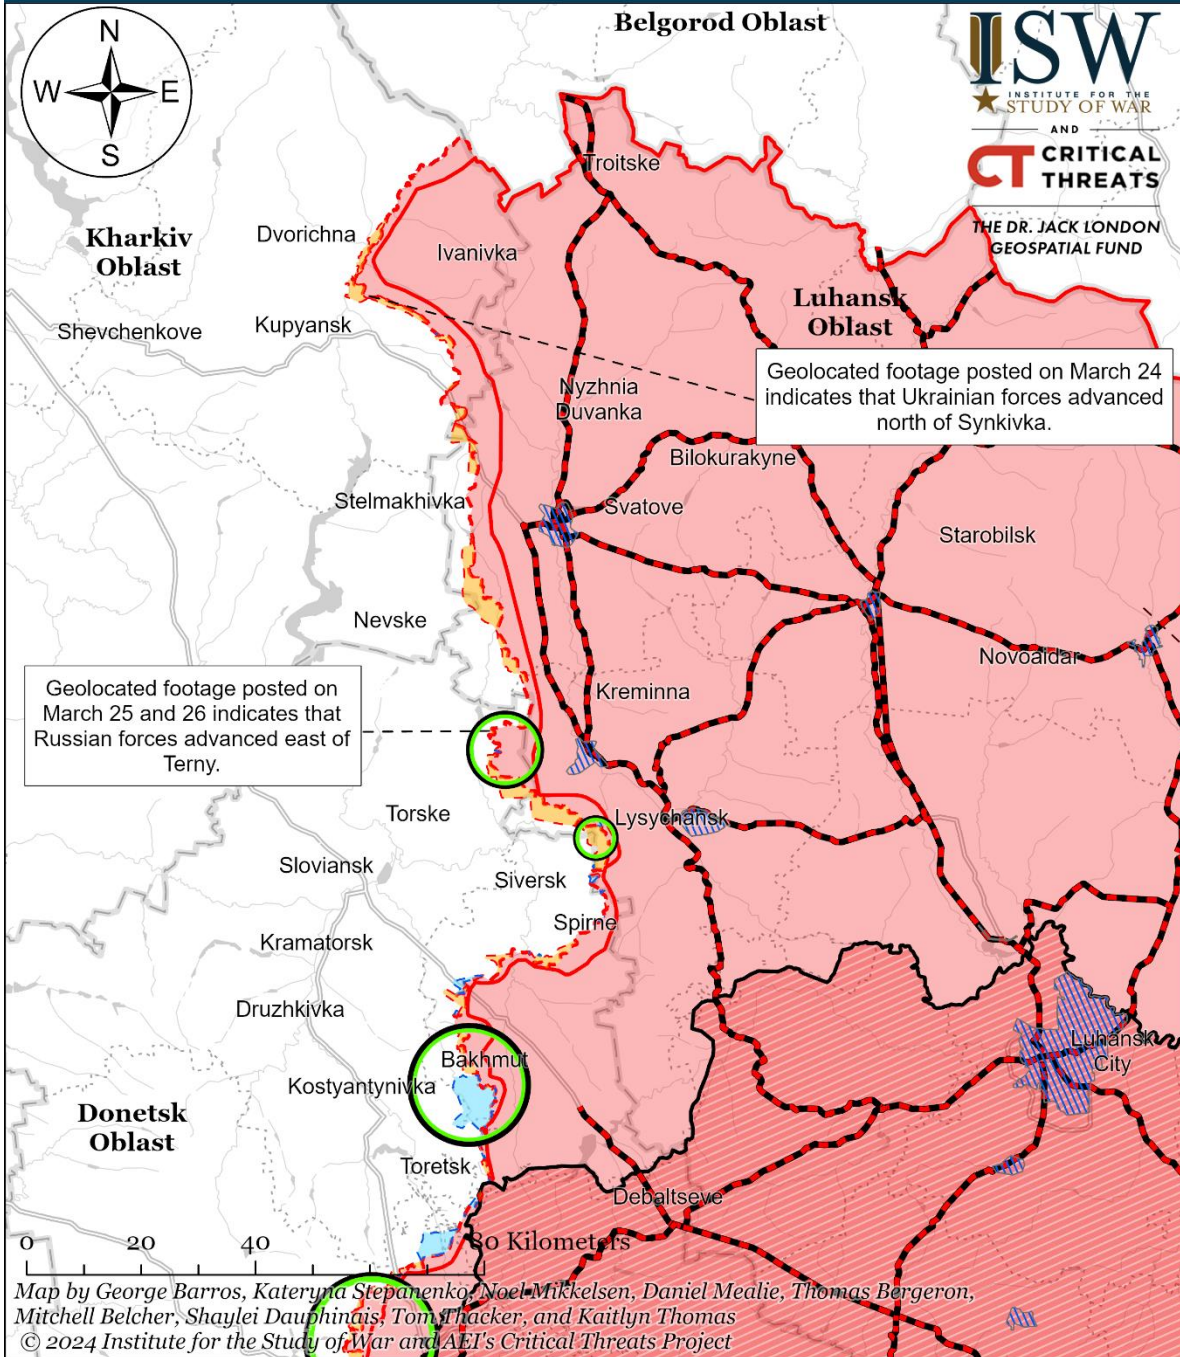 Belgorod Oblast
ISW
INSTITUTE FOR THE
STUDY OF WAR
AND
CT CRITICAL
THREATS
THE DR. JACK LONDON
GEOSPATIAL FUND
N
W
E
S
Troitske
Dvorichna
Kharkiv
Oblast
Ivanivka
Luhansk
Oblast
Shevchenkove
Kupyansk
Geolocated footage posted on March 24
indicates that Ukrainian forces advanced
north of Synkivka.
Nyzhnia
Duvanka
Bilokurakyne
Stelmakhivka
Svatove
Starobilsk
Nevske
Novoaidar
Geolocated footage posted on
March 25 and 26 indicates that
Russian forces advanced east of
Terny.
Kreminna
Torske
Lysychansk
Sloviansk
Siversk
Spirne
Kramatorsk
Druzhkivka
Luhansk
City
Bakhmut
Kostyantynivka
Donetsk
Oblast
Toretsk
Debaltseve
0 20 40 80 Kilometers
Map by George Barros, Kateryna Stepanenko, Noel Mikkelsen, Daniel Mealie, Thomas Bergeron,
Mitchell Belcher, Shaylei Dauphinais, Tom Thacker, and Kaitlyn Thomas
© 2024 Institute for the Study of War and AEI's Critical Threats Project